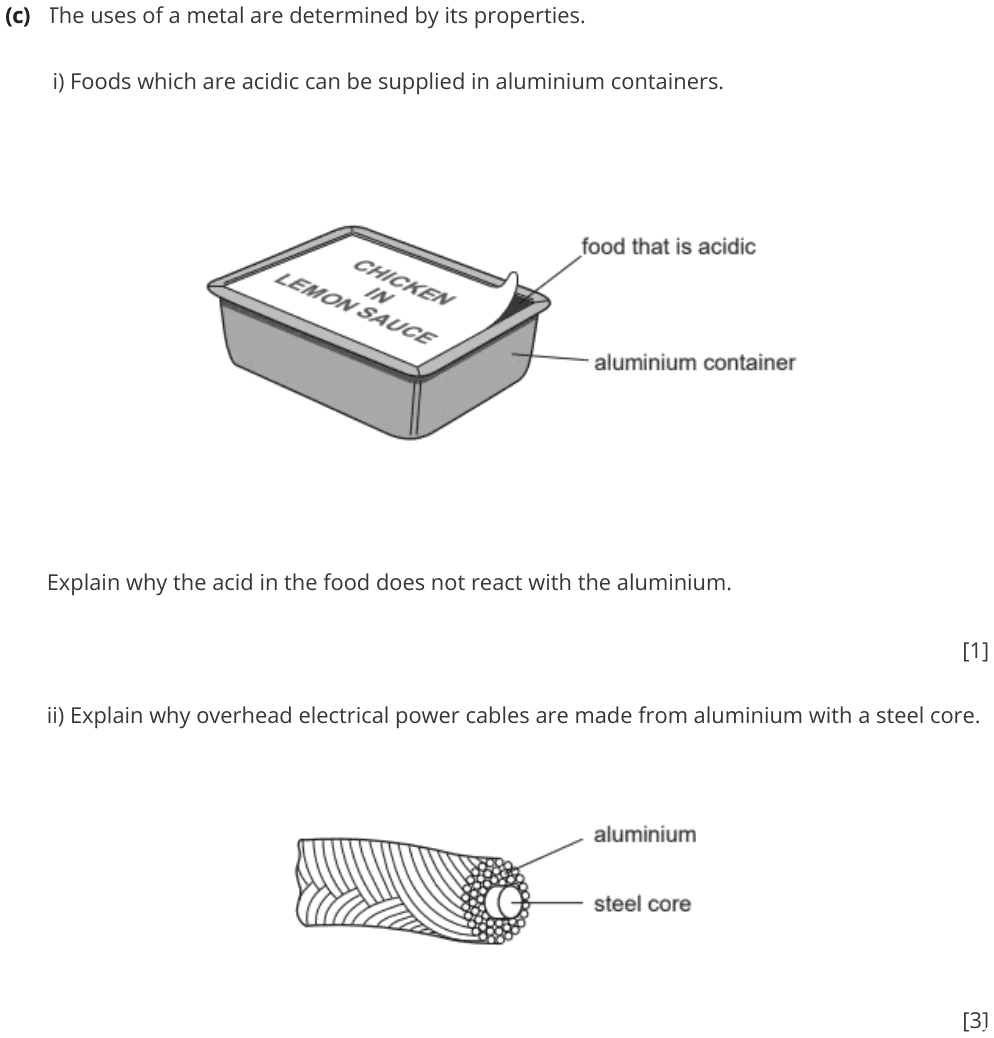 (c) The uses of a metal are determined by its properties.
i) Foods which are acidic can be supplied in aluminium containers.
food that is acidic
CHICKEN
IN
LEMON SAUCE
aluminium container
Explain why the acid in the food does not react with the aluminium.
[1]
ii) Explain why overhead electrical power cables are made from aluminium with a steel core.
aluminium
steel core
[3]